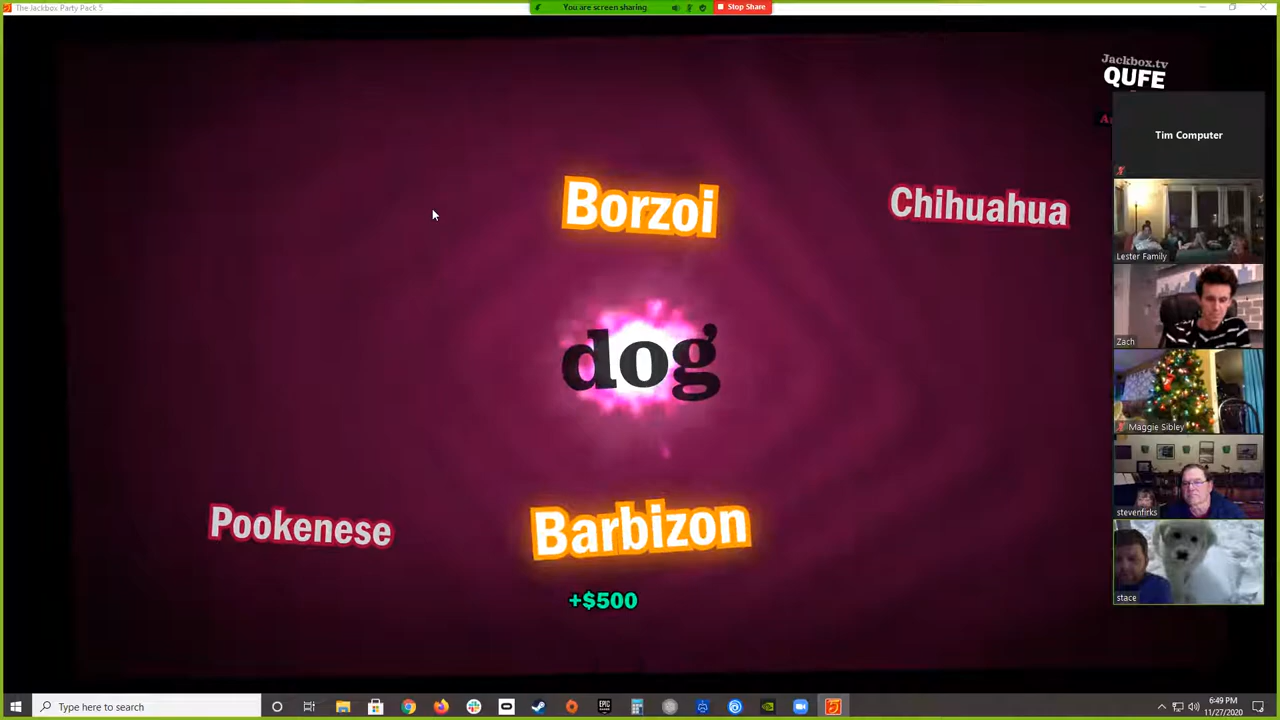 The Jackbox Party Pack 5
You are screen sharing
Stop Share
Jackbox.tv
QUFE
Tim Computer
Borzoi
Chihuahua
Lester Family
dog
Zach
Maggie Sibley
Pookenese
Barbizon
stevenfirks
+$500
stace
Type here to search
EPIC
6:49 PM
11/27/2020